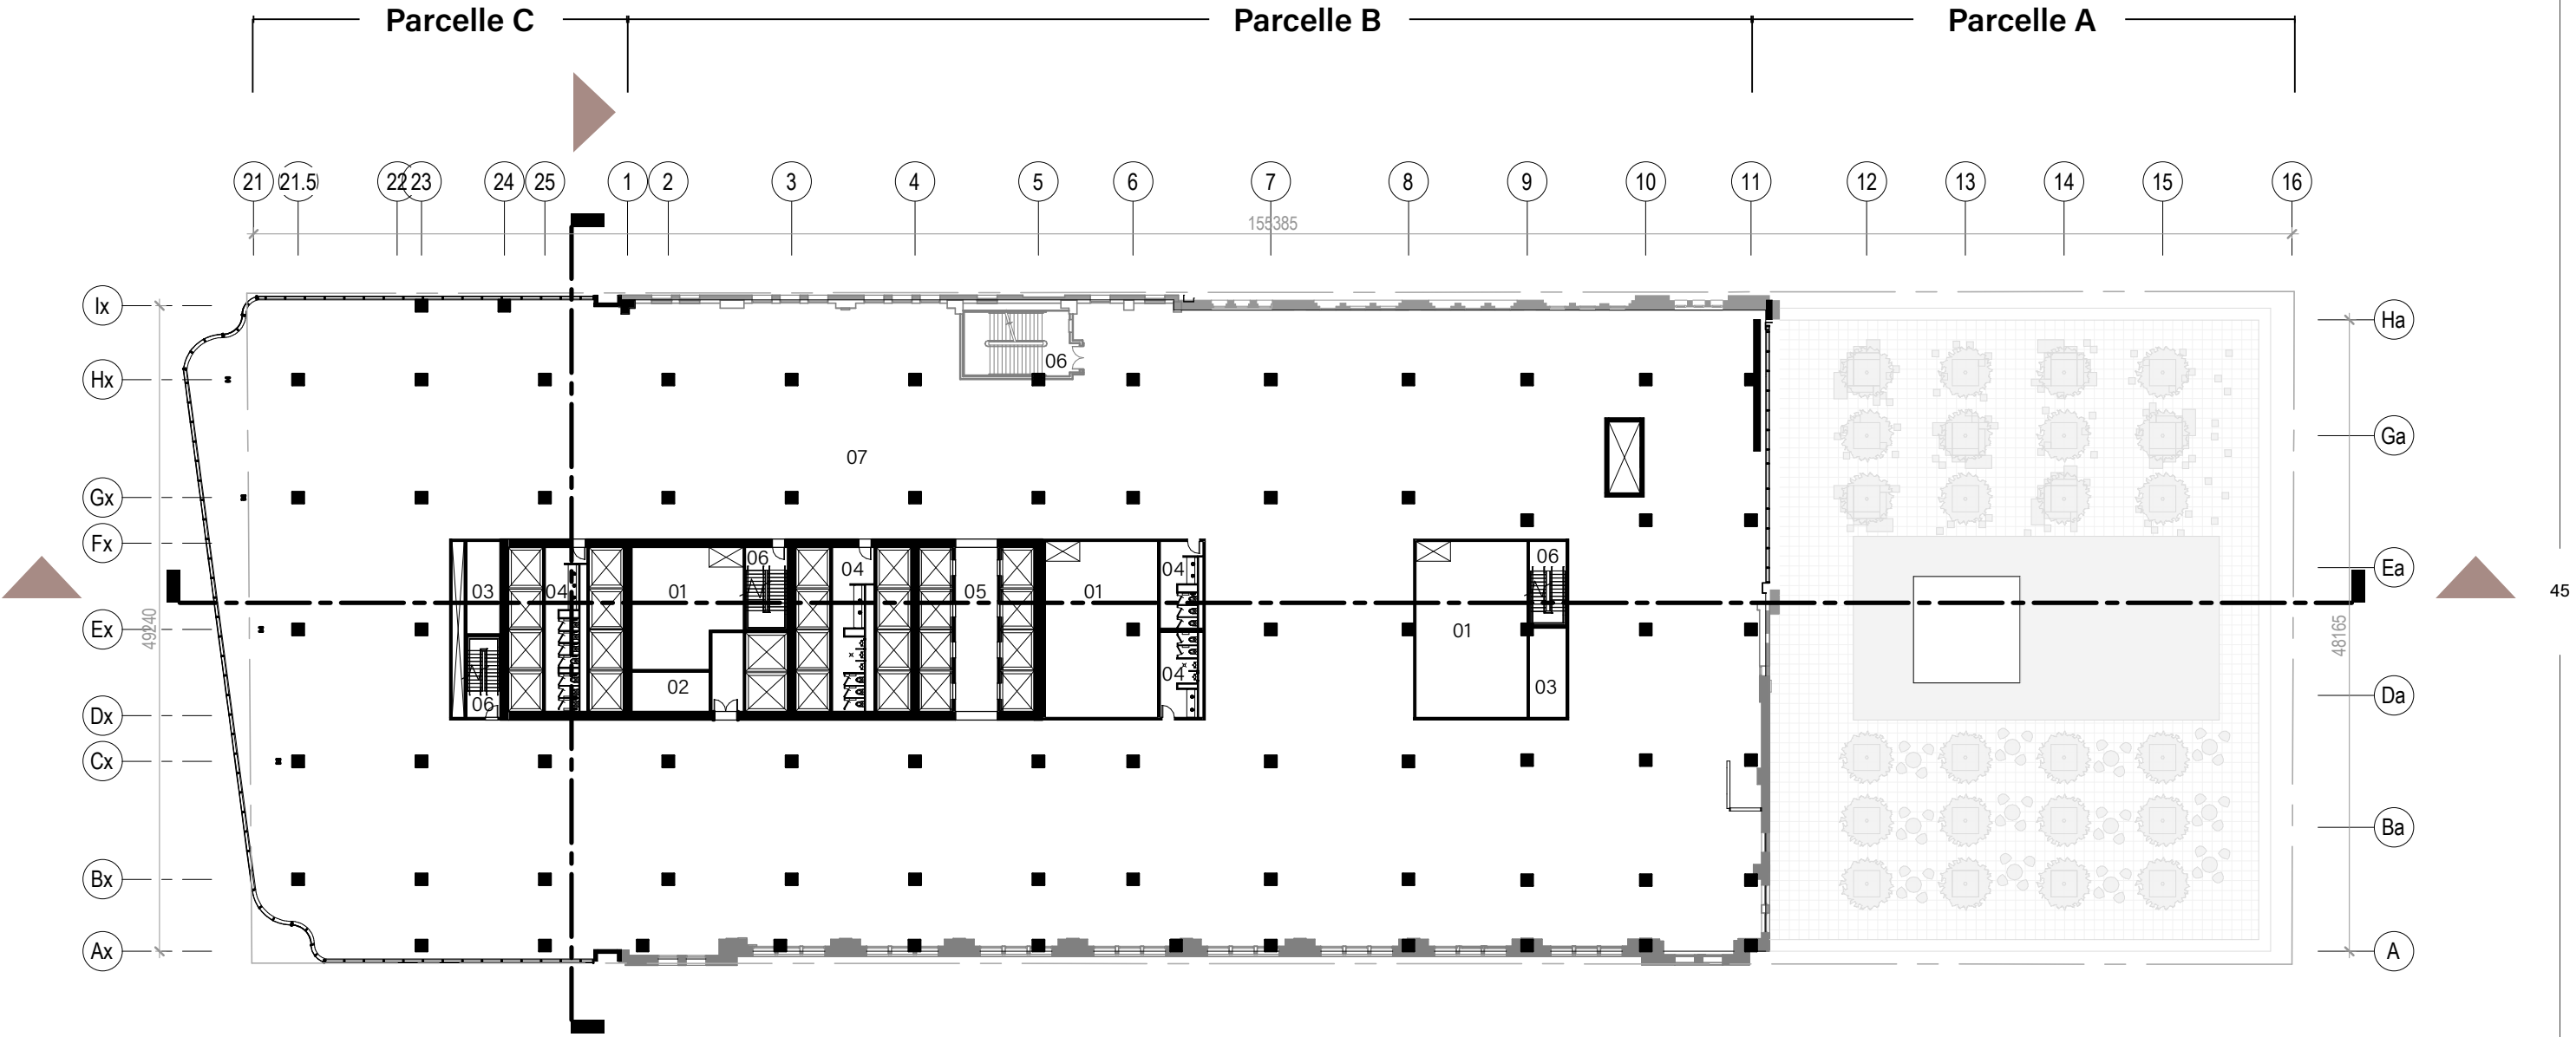 Parcelle C Parcelle B Parcelle A
21 21.5 22 23 24 25 1 2 3 4 5 6 7 8 9 10 11 12 13 14 15 16
155385
Ix Ha
06
Hx
Ga
07
Gx
Fx
06 06
04 04 Ea
03 04 01 05 01 01 45
Ex 49240 48165
01
04
02 03 Da
06
Dx
Cx
Ba
Bx
Ax A